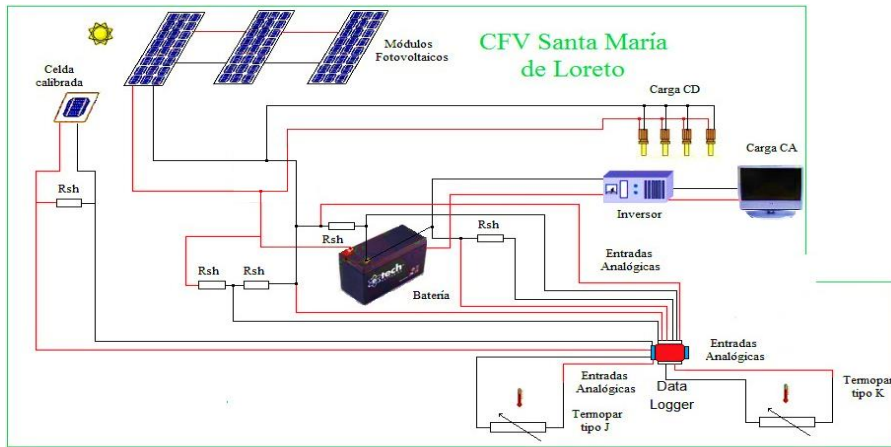 CFV Santa María
de Loreto
Módulos
Fotovoltaicos
Celda
calibrada
Carga CD
Carga CA
Rsh
Inversor
Rsh
Rsh
Rsh
Rsh
tech
Batería
Entradas
Analógicas
Entradas
Analógicas
Entradas
Analógicas
Data
Logger
Termopar
tipo J
Termopar
tipo K